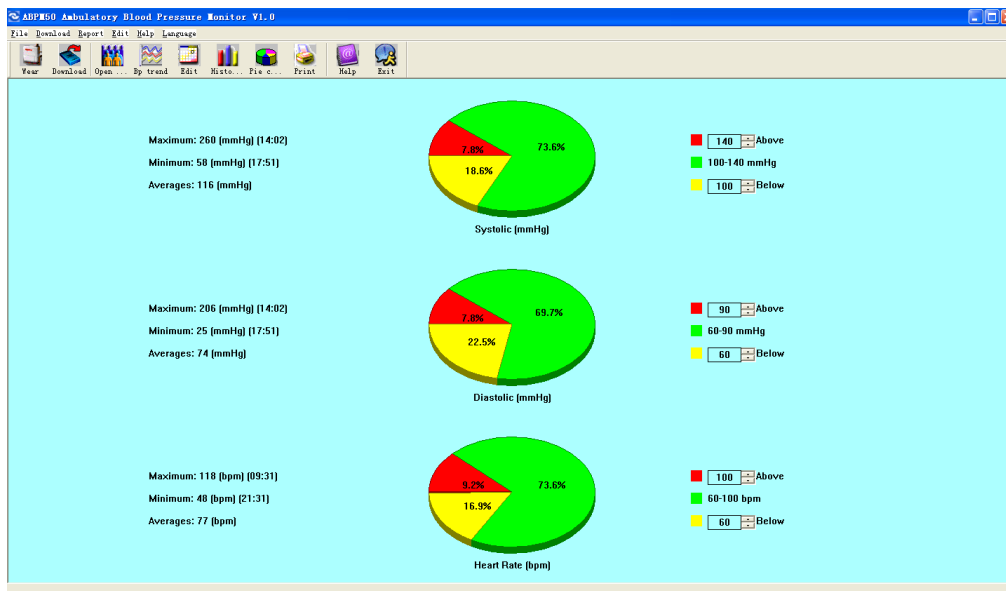 ABPM50 Ambulatory Blood Pressure Monitor V1.0
File Download Report Edit Help Language
Wear Download Open ... Bp trend Edit Histo... Pie c... Print Help Exit
Maximum: 260 (mmHg) (14:02)
Minimum: 58 (mmHg) (17:51)
Averages: 116 (mmHg)
7.8% 73.6%
18.6%
Systolic (mmHg)
140 Above
100-140 mmHg
100 Below
Maximum: 206 (mmHg) (14:02)
Minimum: 25 (mmHg) (17:51)
Averages: 74 (mmHg)
7.8% 69.7%
22.5%
Diastolic (mmHg)
90 Above
60-90 mmHg
60 Below
Maximum: 118 (bpm) (09:31)
Minimum: 48 (bpm) (21:31)
Averages: 77 (bpm)
9.2% 73.6%
16.9%
Heart Rate (bpm)
100 Above
60-100 bpm
60 Below